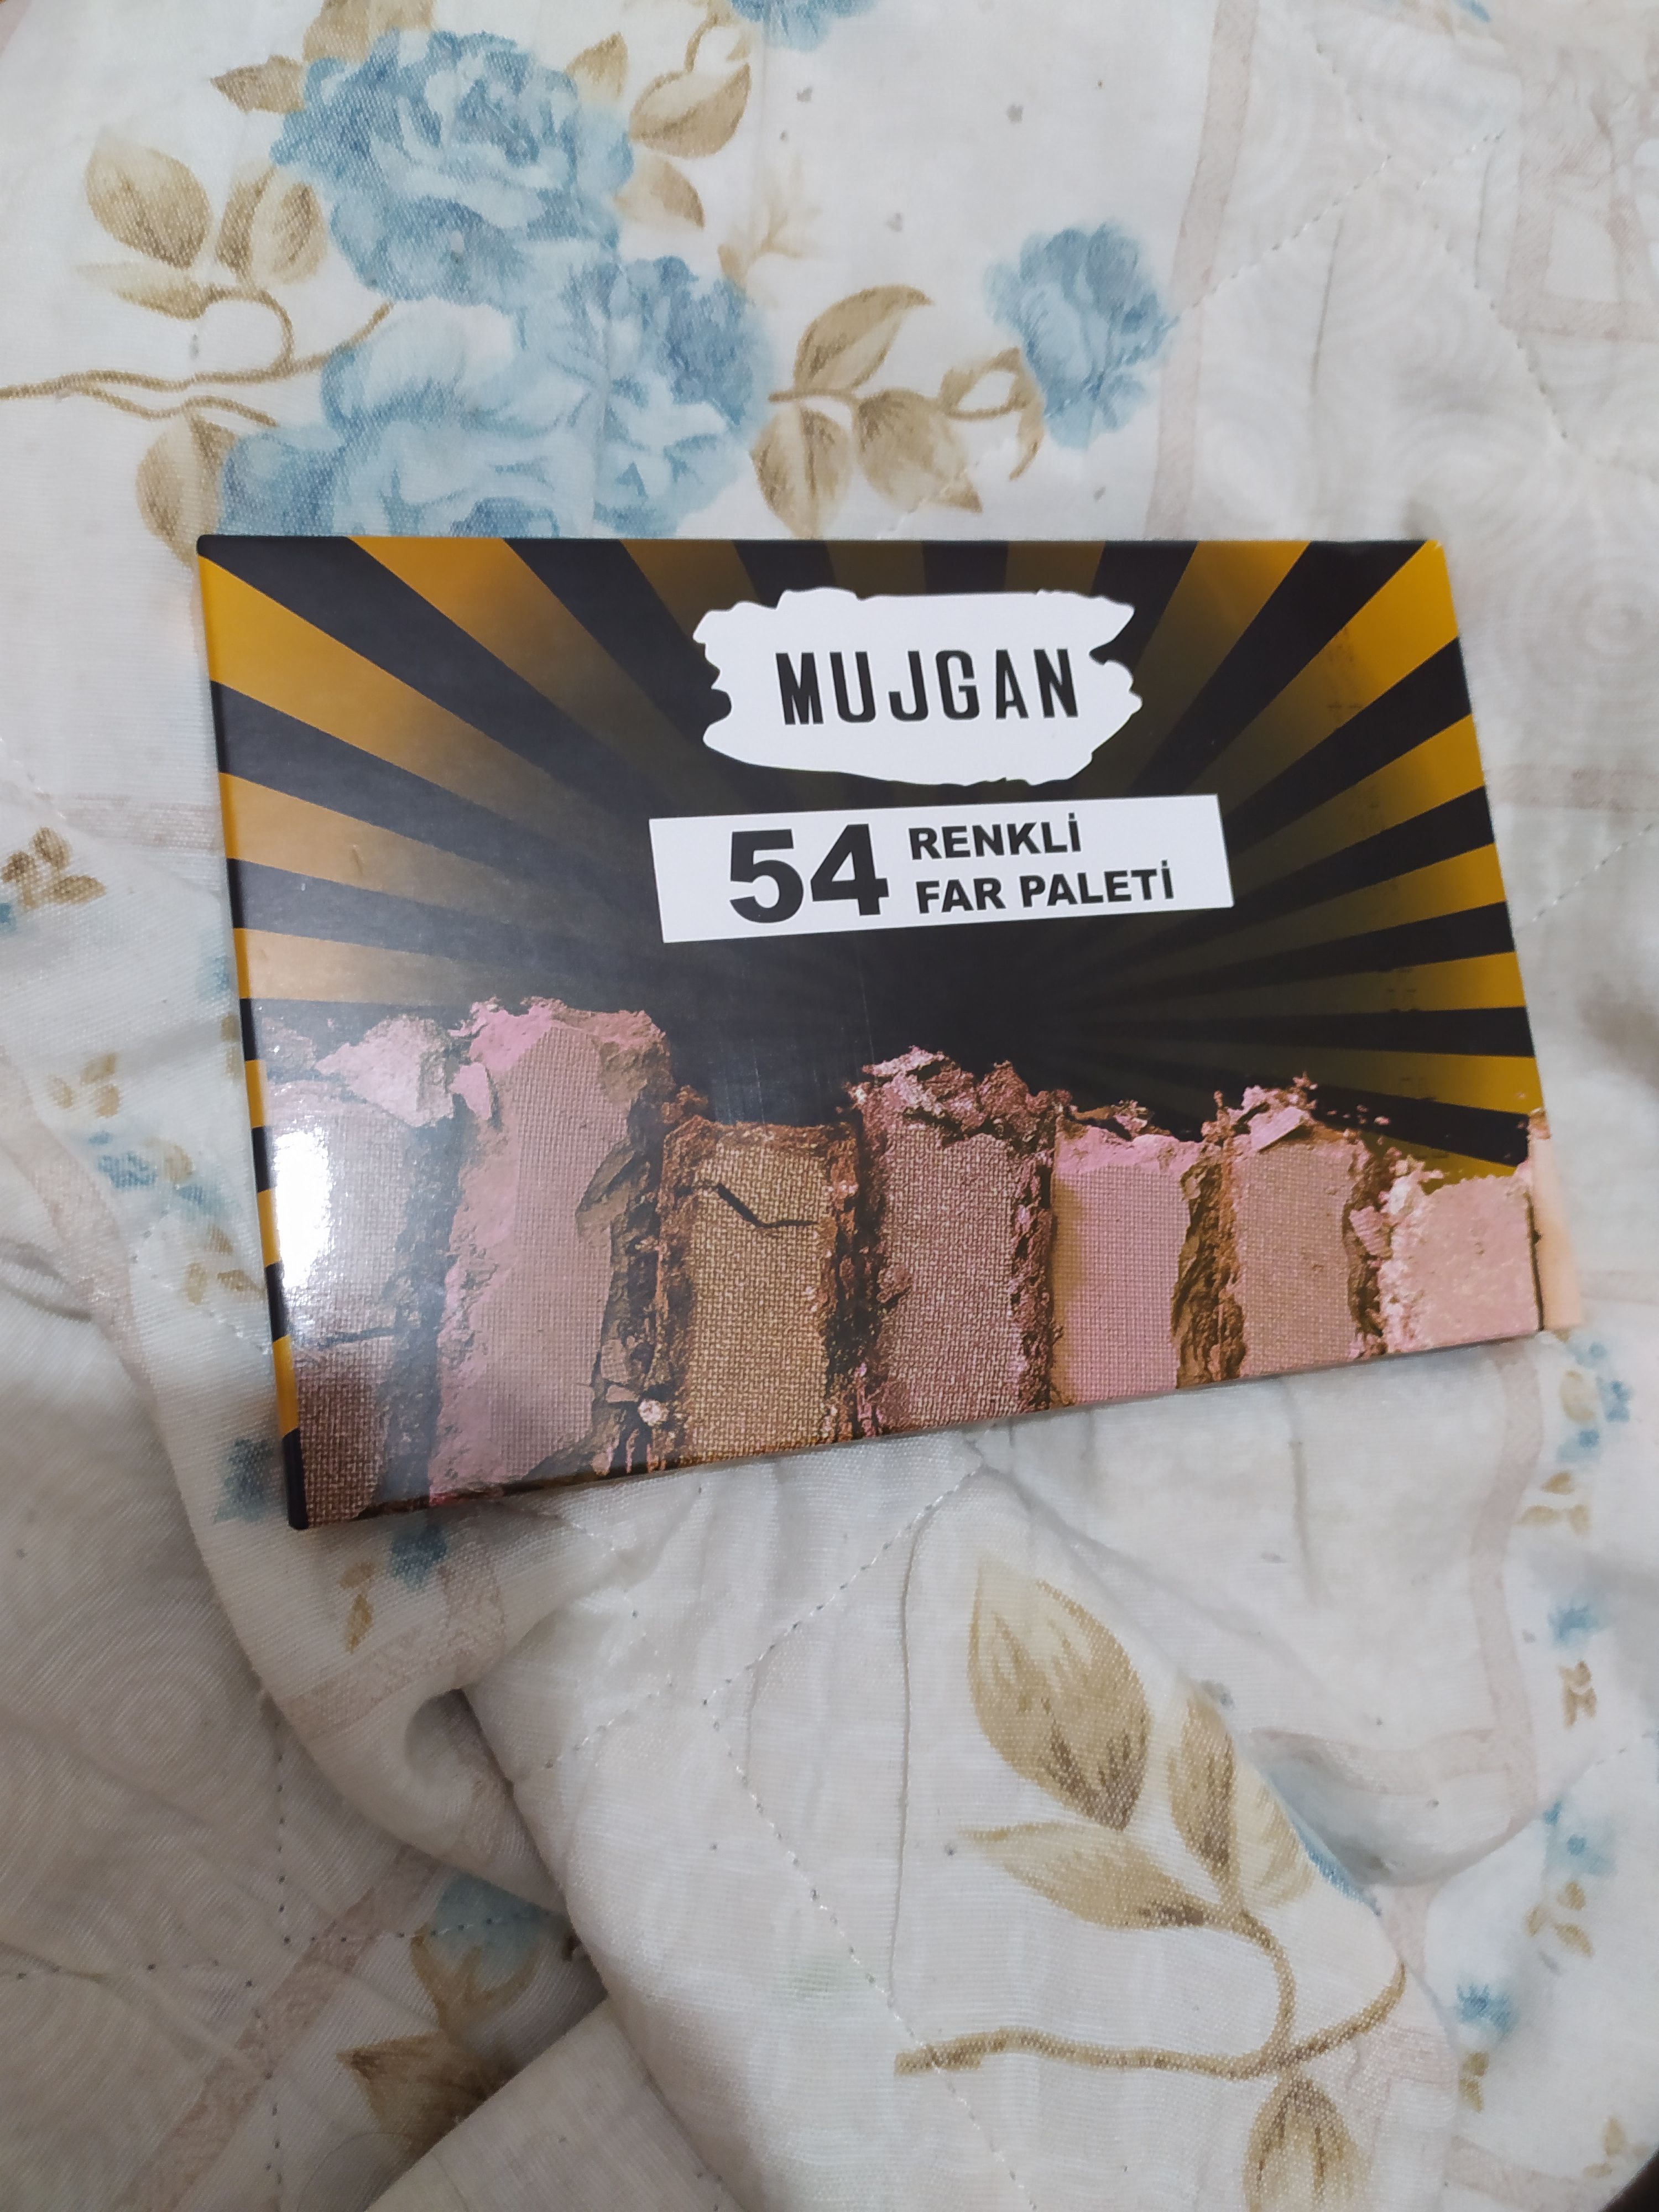 MUJGAN
54 RENKLİ
FAR PALETİ